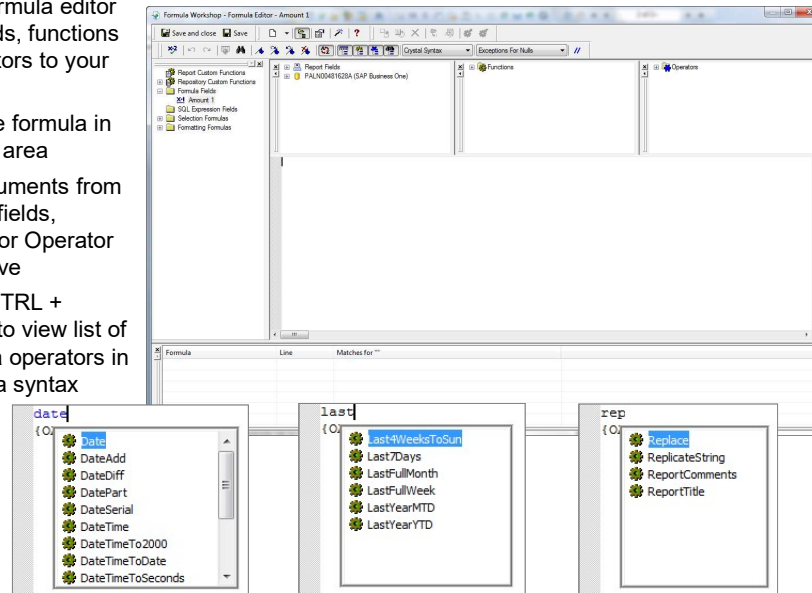 rmula editor
ds, functions
tors to your
e formula in
area
uments from
fields,
or Operator
ve
TRL +
to view list of
a operators in
a syntax
Formula Workshop - Formula Editor - Amount 1
Save and close Save
Crystal Syntax Exceptions For Nulls //
Report Custom Functions
Repository Custom Functions
Formula Fields
Amount 1
SQL Expression Fields
Selection Formulas
Formatting Formulas
Report Fields
PALN00481628A (SAP Business One)
Functions
Operators
Formula Line Matches for ""
date
Date
DateAdd
DateDiff
DatePart
DateSerial
DateTime
DateTimeTo2000
DateTimeToDate
DateTimeToSeconds
last
Last4WeeksToSun
Last7Days
LastFullMonth
LastFullWeek
LastYearMTD
LastYearYTD
rep
Replace
ReplicateString
ReportComments
ReportTitle